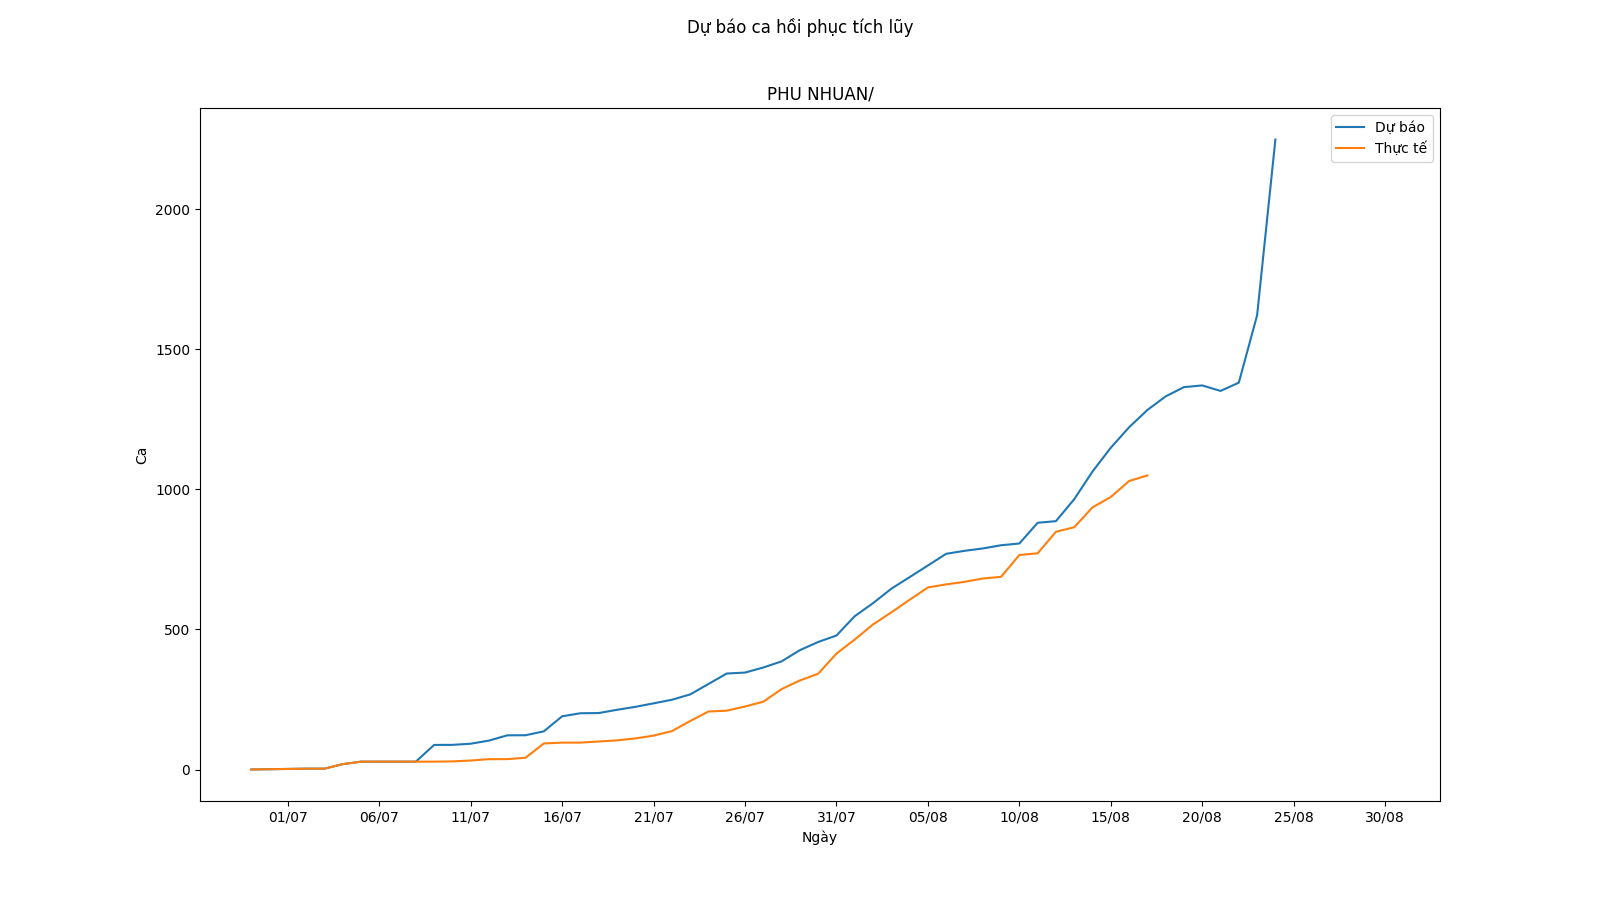 Dự báo ca hồi phục tích lũy
PHU NHUAN/
Dự báo
Thực tế
2000
1500
1000
500
0
Ca
01/07 06/07 11/07 16/07 21/07 26/07 31/07 05/08 10/08 15/08 20/08 25/08 30/08
Ngày